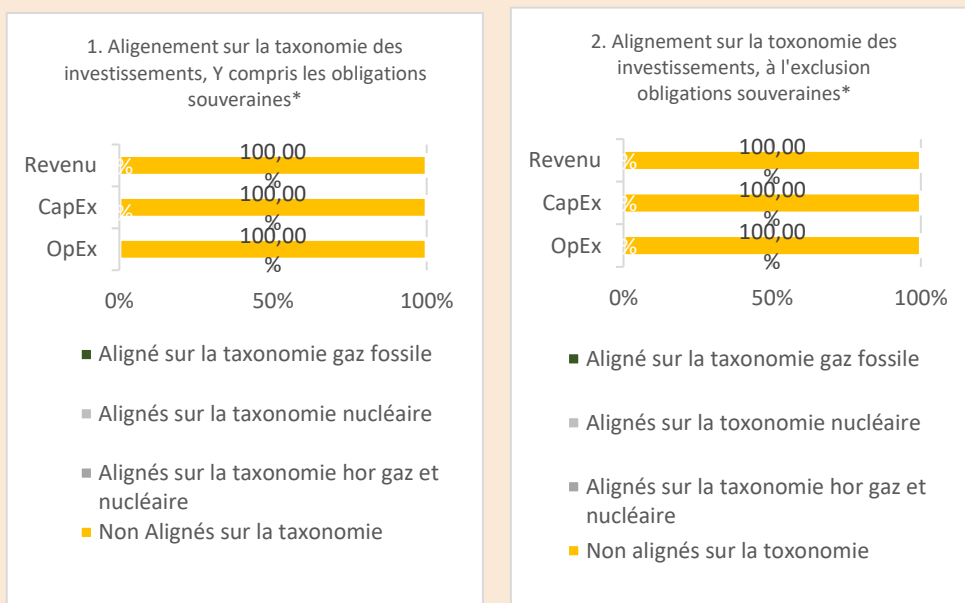 1. Aligenement sur la taxonomie des
investissements, Y compris les obligations
souveraines*
Revenu
%
100,00
%
CapEx
%
100,00
%
OpEx
100,00
%
0%
50%
100%
Aligné sur la taxonomie gaz fossile
Alignés sur la taxonomie nucléaire
Alignés sur la taxonomie hor gaz et
nucléaire
Non Alignés sur la taxonomie
2. Alignement sur la toxonomie des
investissements, à l'exclusion
obligations souveraines*
Revenu
%
100,00
%
CapEx
%
100,00
%
OpEx
%
100,00
%
0%
50%
100%
Aligné sur la taxonomie gaz fossile
Alignés sur la toxonomie nucléaire
Alignés sur la taxonomie hor gaz et
nucléaire
Non alignés sur la toxonomie